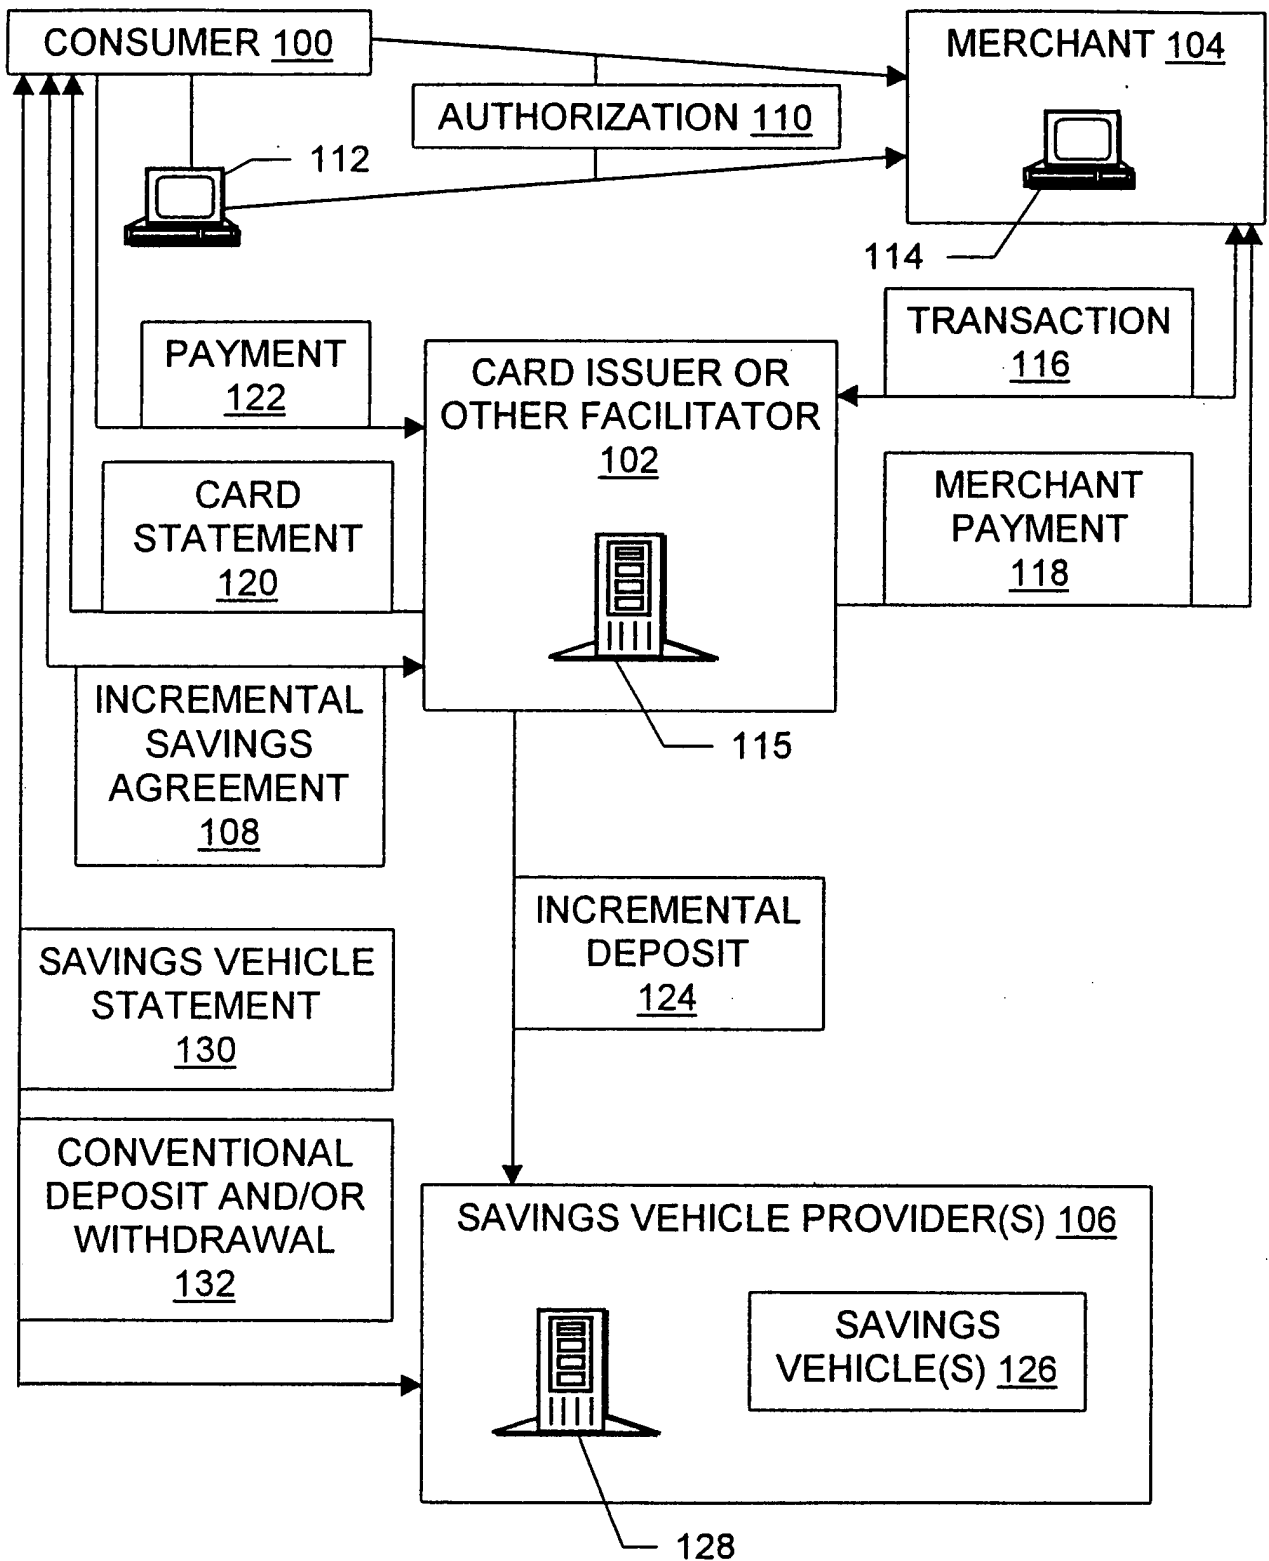 CONSUMER 100
MERCHANT 104
AUTHORIZATION 110
112
114
TRANSACTION
116
PAYMENT
122
CARD ISSUER OR
OTHER FACILITATOR
102
CARD
STATEMENT
120
MERCHANT
PAYMENT
118
115
INCREMENTAL
SAVINGS
AGREEMENT
108
INCREMENTAL
DEPOSIT
124
SAVINGS VEHICLE
STATEMENT
130
CONVENTIONAL
DEPOSIT AND/OR
WITHDRAWAL
132
SAVINGS VEHICLE PROVIDER(S) 106
SAVINGS
VEHICLE(S) 126
128